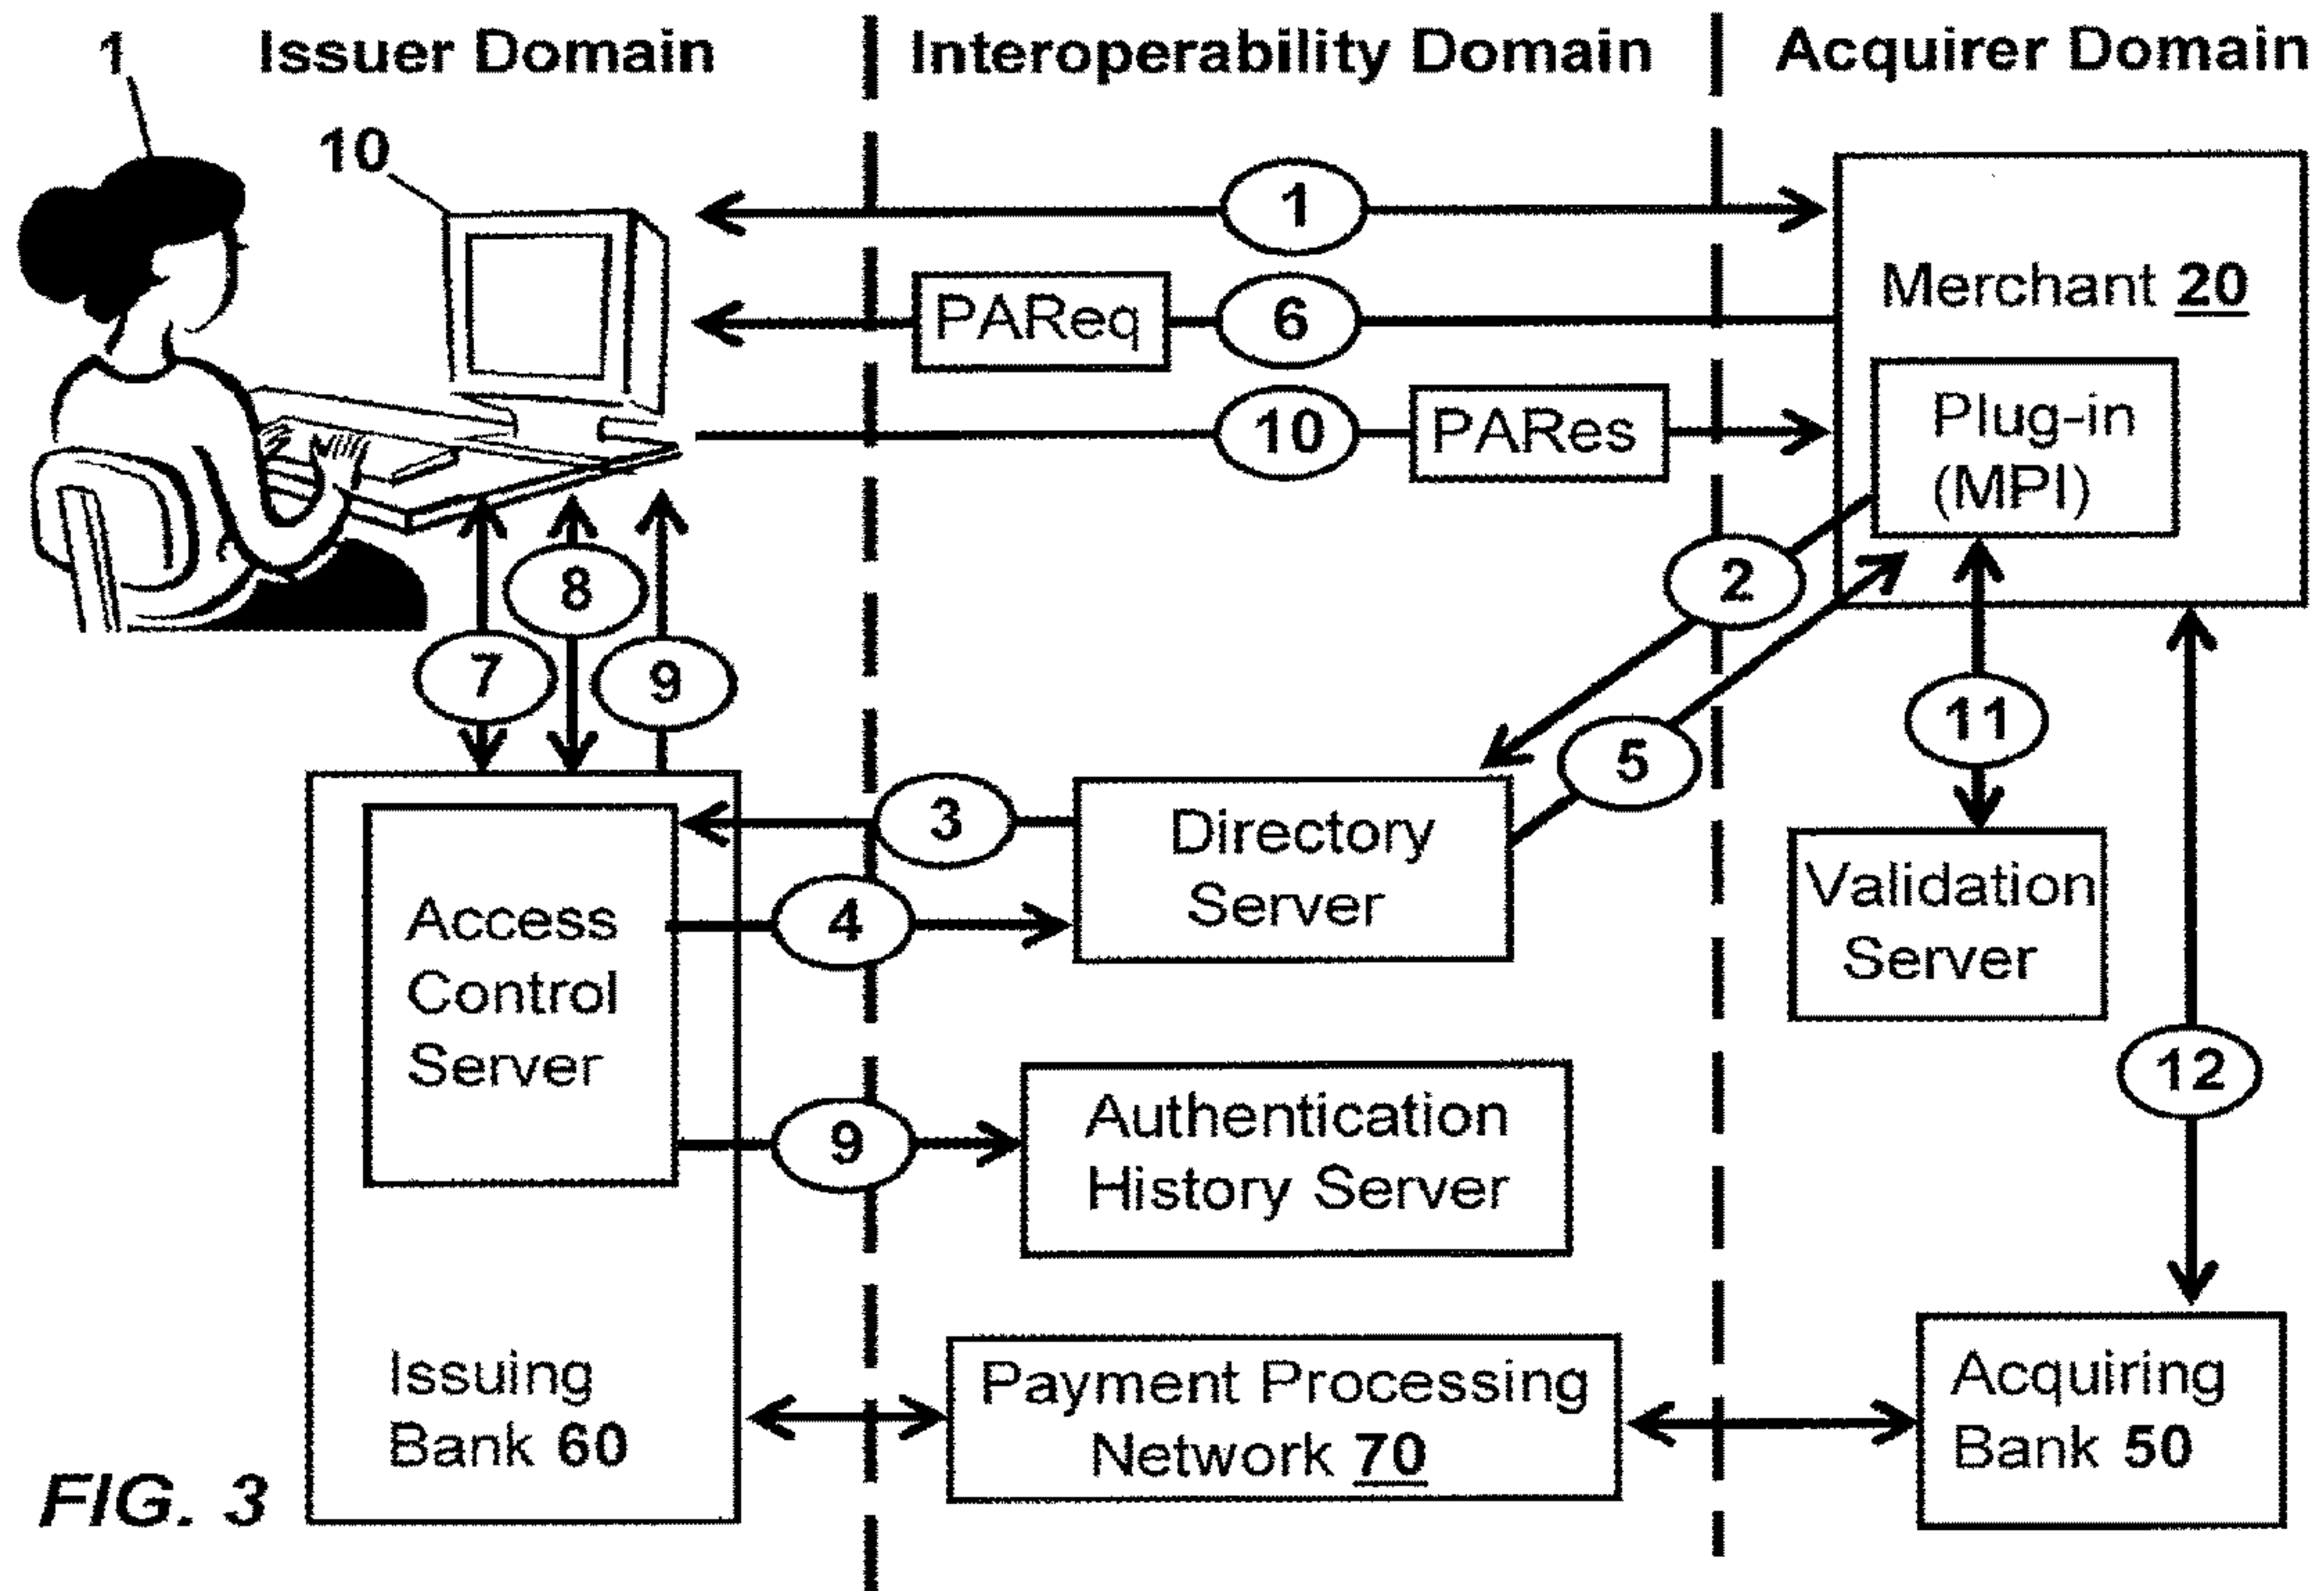 Issuer Domain
Interoperability Domain
Acquirer Domain
1
10
1
Merchant 20
PAReq
6
10
PARes
Plug-in
(MPI)
2
8
7
9
5
11
3
Directory
Server
Validation
Server
4
Access
Control
Server
12
9
Authentication
History Server
Issuing
Bank 60
Payment Processing
Network 70
Acquiring
Bank 50
FIG. 3